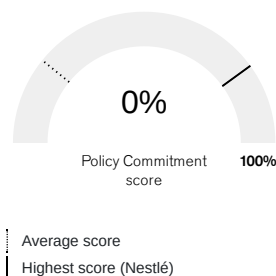 0%
Policy Commitment 100%
score
Average score
Highest score (Nestlé)